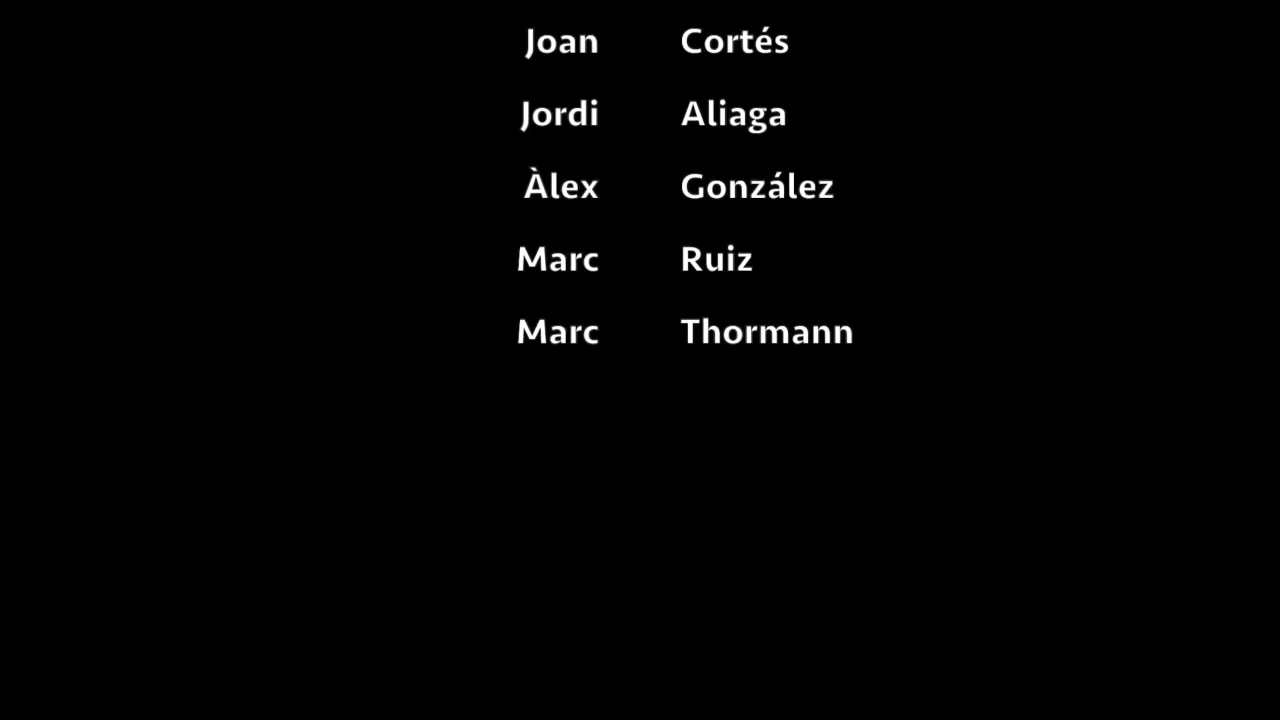 Joan Cortés
Jordi Aliaga
Àlex González
Marc Ruiz
Marc Thormann